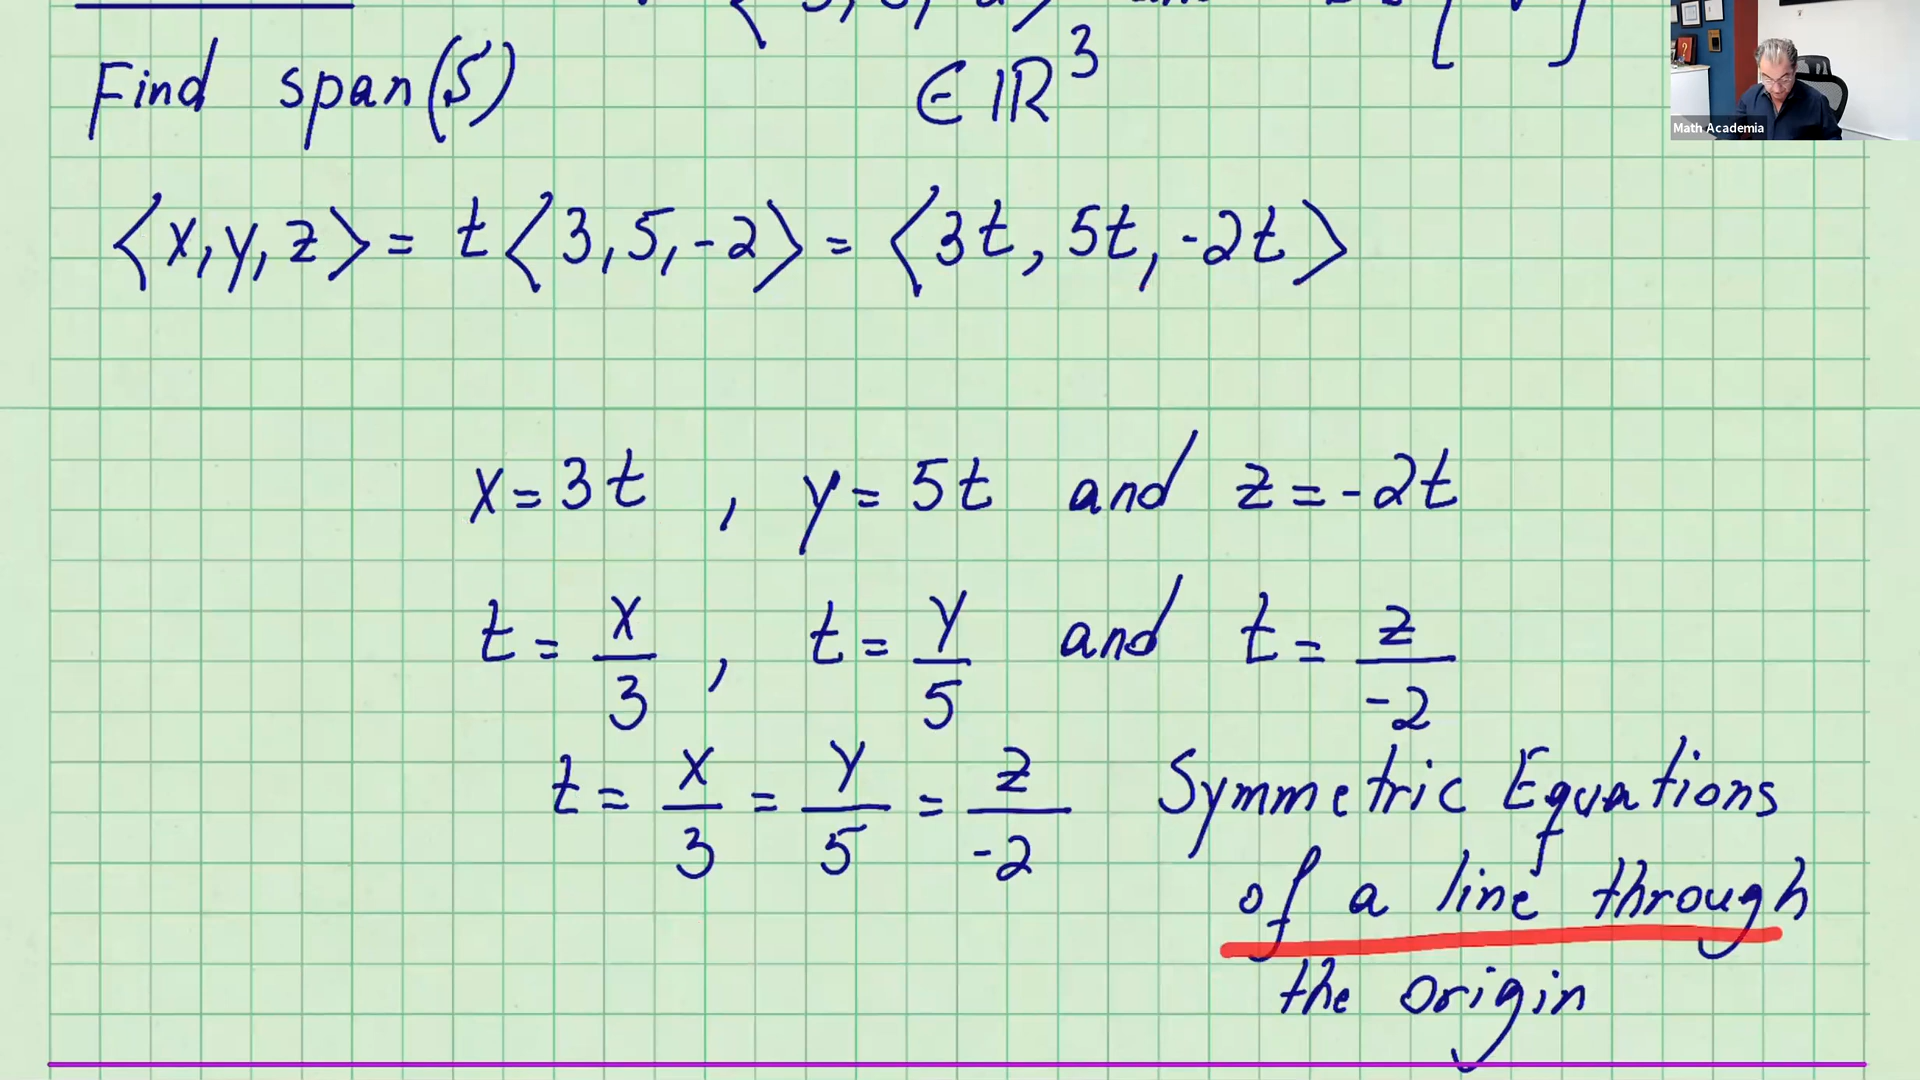 Math Academia
Find span(S)
∈ ℝ³
⟨x, y, z⟩ = t⟨3, 5, -2⟩ = ⟨3t, 5t, -2t⟩
x = 3t , y = 5t and z = -2t
t = x/3 , t = y/5 and t = z/-2
t = x/3 = y/5 = z/-2 Symmetric Equations
of a line through
the origin